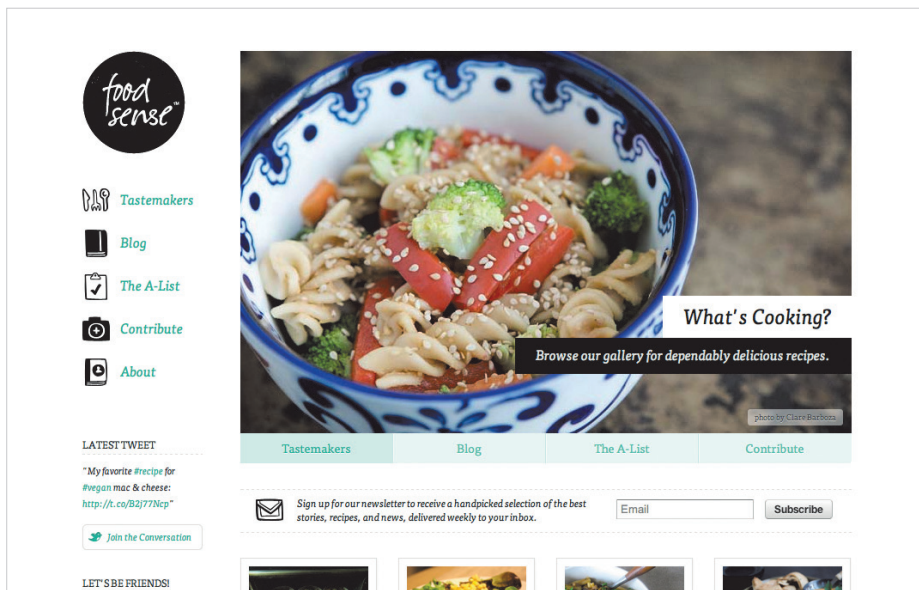 food
sense™
Tastemakers
Blog
The A-List
Contribute
About
LATEST TWEET
"My favorite #recipe for
#vegan mac & cheese:
http://t.co/B2j77Ncp"
Join the Conversation
LET'S BE FRIENDS!
What's Cooking?
Browse our gallery for dependably delicious recipes.
photo by Clare Barboza
Tastemakers
Blog
The A-List
Contribute
Sign up for our newsletter to receive a handpicked selection of the best
stories, recipes, and news, delivered weekly to your inbox.
Email
Subscribe